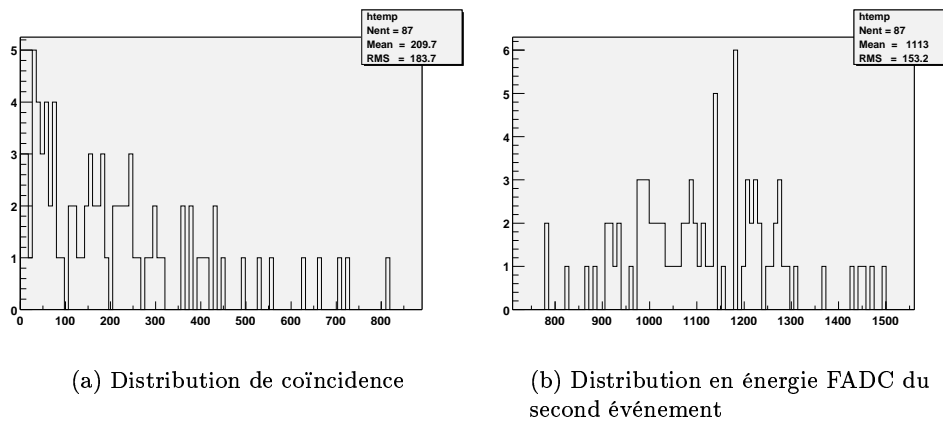 htemp
Nent = 87
Mean = 209.7
RMS = 183.7
5
4
3
2
1
0
0 100 200 300 400 500 600 700 800
(a) Distribution de coïncidence
htemp
Nent = 87
Mean = 1113
RMS = 153.2
6
5
4
3
2
1
0
800 900 1000 1100 1200 1300 1400 1500
(b) Distribution en énergie FADC du
second événement